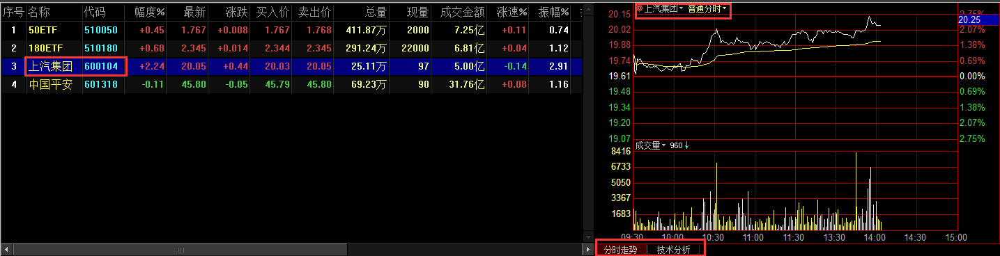 序号 名称 代码 幅度% 最新 涨跌 买入价 卖出价 总量 现量 成交金额 涨速% 振幅%
1 50ETF 510050 +0.45 1.767 +0.008 1.767 1.768 411.87万 2000 7.25亿 +0.11 0.74
2 180ETF 510180 +0.60 2.345 +0.014 2.344 2.345 291.24万 22000 6.81亿 +0.04 1.12
3 上汽集团 600104 +2.24 20.05 +0.44 20.03 20.05 25.11万 97 5.00亿 -0.14 2.91
4 中国平安 601318 -0.11 45.80 -0.05 45.79 45.80 69.23万 90 31.76亿 +0.08 1.16
上汽集团 普通分时
20.15
20.25
20.02 2.07%
19.88 1.38%
19.74 0.69%
19.61 0.00%
19.48 0.69%
19.34 1.38%
19.20 2.07%
19.07 2.75%
成交量 960↓
8416
6733
5050
3367
1683
09:30 10:00 10:30 11:00 11:30 13:30 14:00 14:30 15:00
分时走势 技术分析